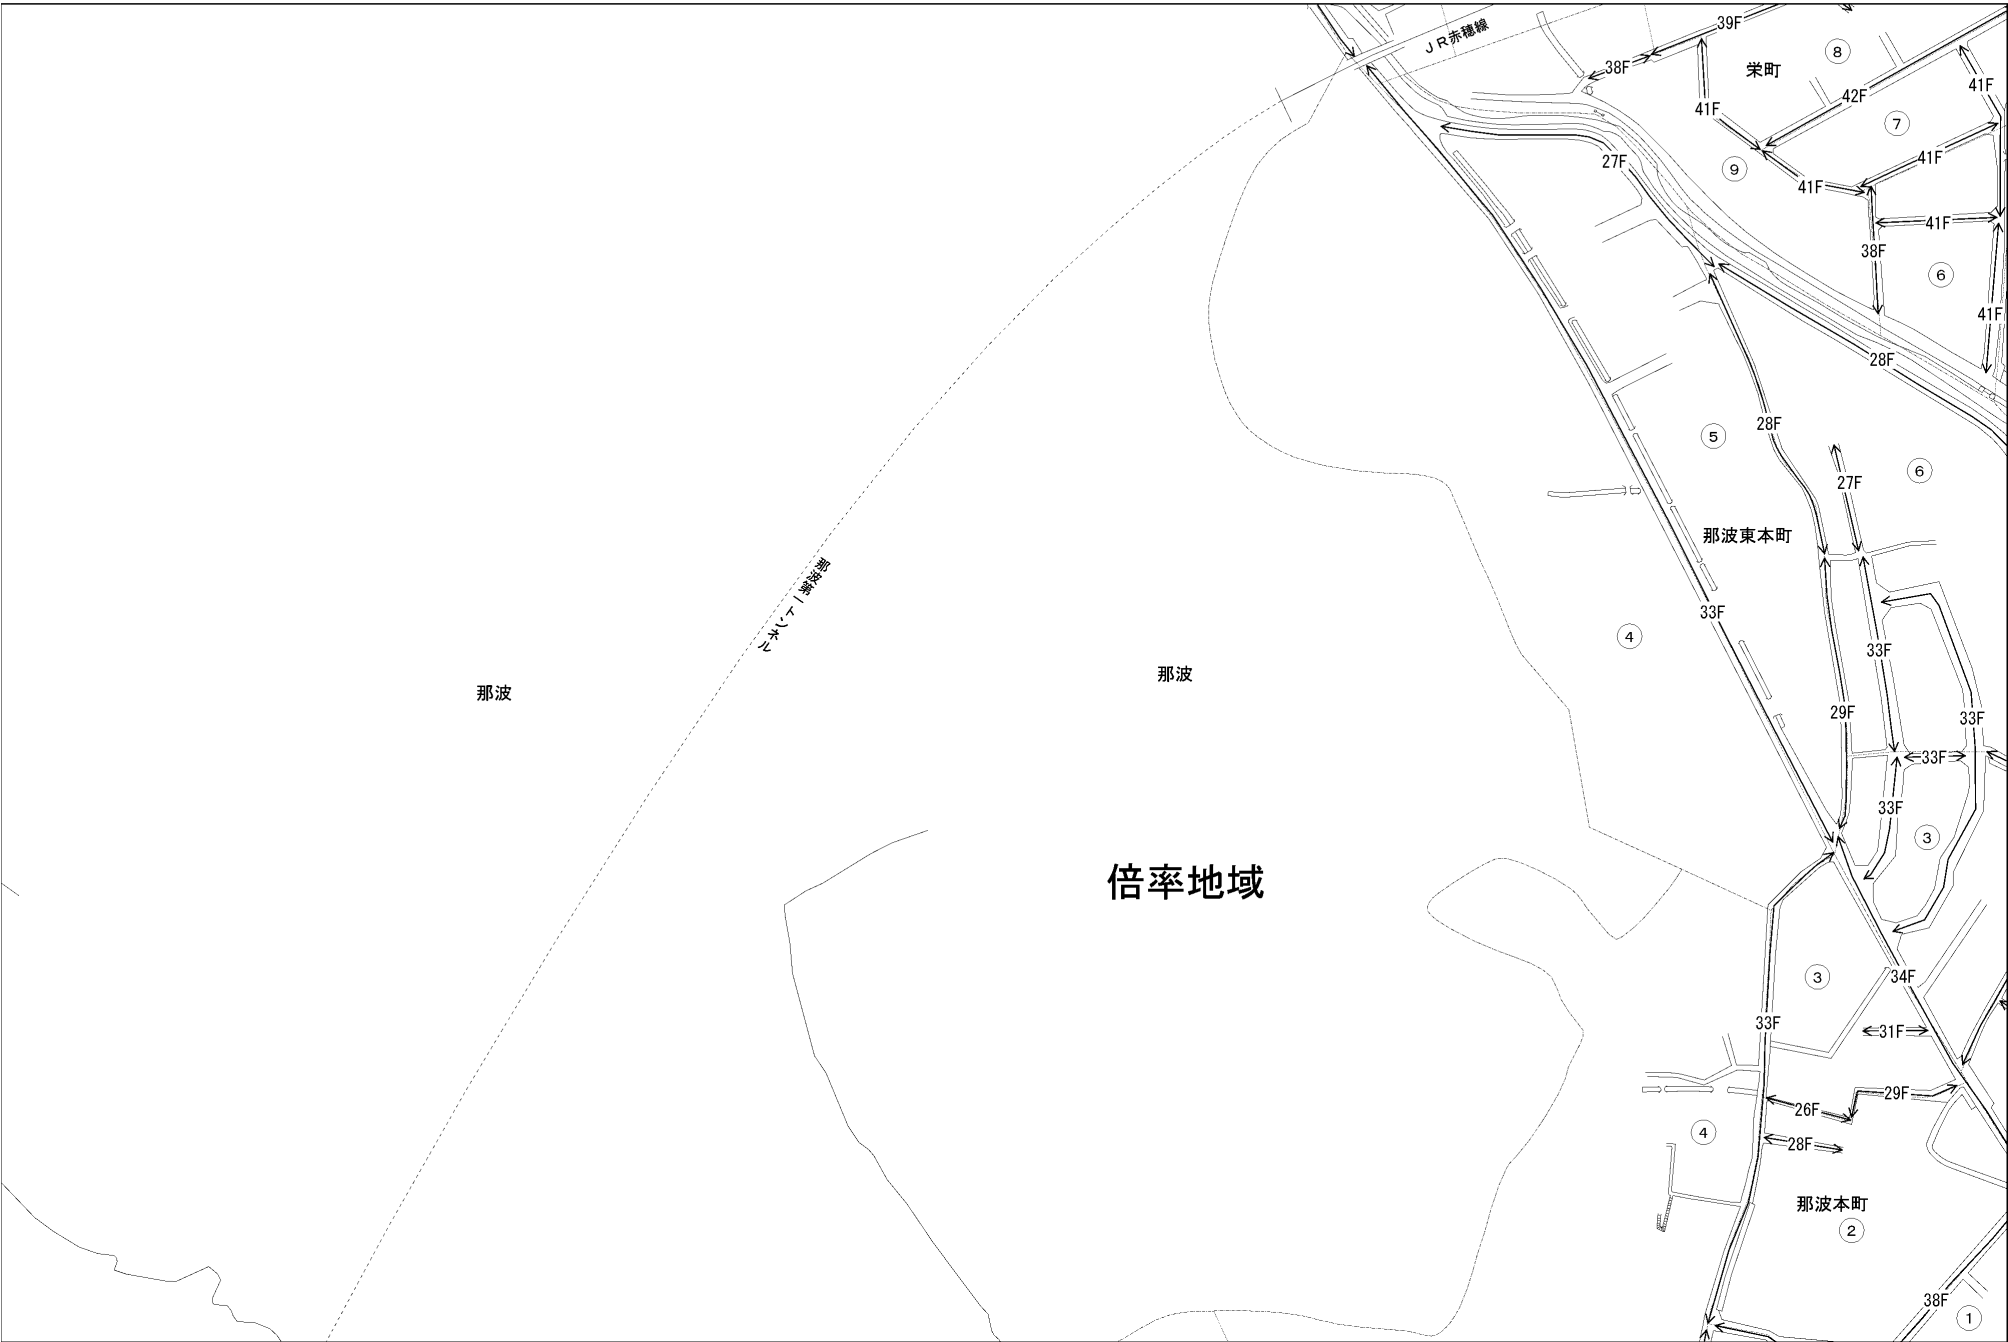 39F
JR赤穂線
⑧
38F
栄町
41F
42F
41F
⑦
27F
41F
⑨
41F
41F
38F
⑥
41F
28F
28F
⑤
⑥
27F
那波東本町
那波第一トンネル
33F
④
33F
那波
那波
29F
33F
33F
33F
③
倍率地域
③
34F
33F
31F
29F
26F
④
28F
那波本町
②
38F
①